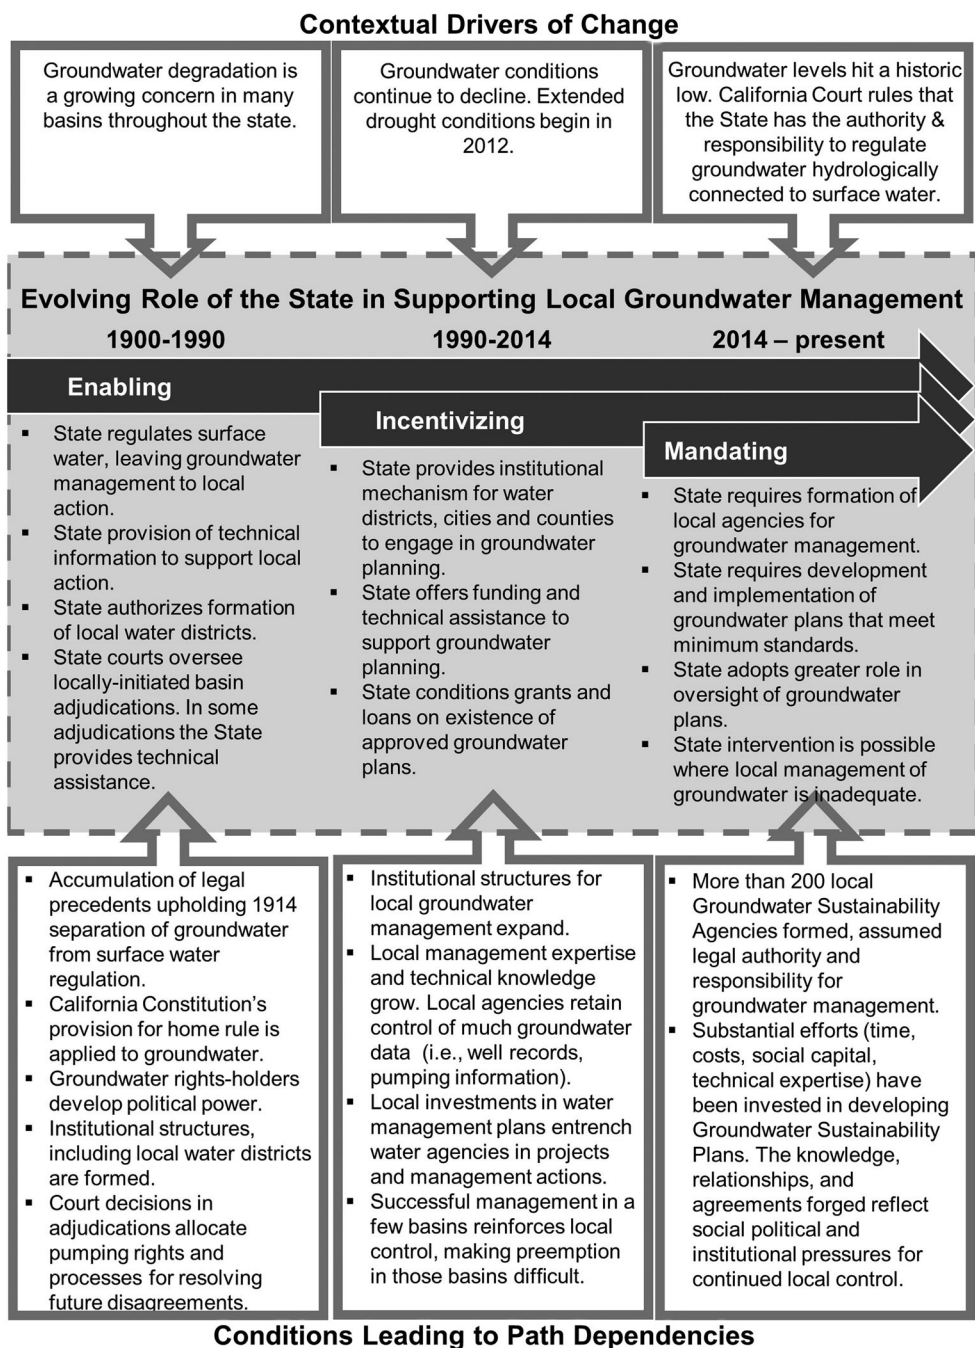 Contextual Drivers of Change
Groundwater degradation is
a growing concern in many
basins throughout the state.
Groundwater conditions
continue to decline. Extended
drought conditions begin in
2012.
Groundwater levels hit a historic
low. California Court rules that
the State has the authority &
responsibility to regulate
groundwater hydrologically
connected to surface water.
Evolving Role of the State in Supporting Local Groundwater Management
1900-1990
1990-2014
2014 – present
Enabling
▪ State regulates surface
water, leaving groundwater
management to local
action.
▪ State provision of technical
information to support local
action.
▪ State authorizes formation
of local water districts.
▪ State courts oversee
locally-initiated basin
adjudications. In some
adjudications the State
provides technical
assistance.
Incentivizing
▪ State provides institutional
mechanism for water
districts, cities and counties
to engage in groundwater
planning.
▪ State offers funding and
technical assistance to
support groundwater
planning.
▪ State conditions grants and
loans on existence of
approved groundwater
plans.
Mandating
▪ State requires formation of
local agencies for
groundwater management.
▪ State requires development
and implementation of
groundwater plans that meet
minimum standards.
▪ State adopts greater role in
oversight of groundwater
plans.
▪ State intervention is possible
where local management of
groundwater is inadequate.
▪ Accumulation of legal
precedents upholding 1914
separation of groundwater
from surface water
regulation.
▪ California Constitution's
provision for home rule is
applied to groundwater.
▪ Groundwater rights-holders
develop political power.
▪ Institutional structures,
including local water districts
are formed.
▪ Court decisions in
adjudications allocate
pumping rights and
processes for resolving
future disagreements.
▪ Institutional structures for
local groundwater
management expand.
▪ Local management expertise
and technical knowledge
grow. Local agencies retain
control of much groundwater
data (i.e., well records,
pumping information).
▪ Local investments in water
management plans entrench
water agencies in projects
and management actions.
▪ Successful management in a
few basins reinforces local
control, making preemption
in those basins difficult.
▪ More than 200 local
Groundwater Sustainability
Agencies formed, assumed
legal authority and
responsibility for
groundwater management.
▪ Substantial efforts (time,
costs, social capital,
technical expertise) have
been invested in developing
Groundwater Sustainability
Plans. The knowledge,
relationships, and
agreements forged reflect
social political and
institutional pressures for
continued local control.
Conditions Leading to Path Dependencies